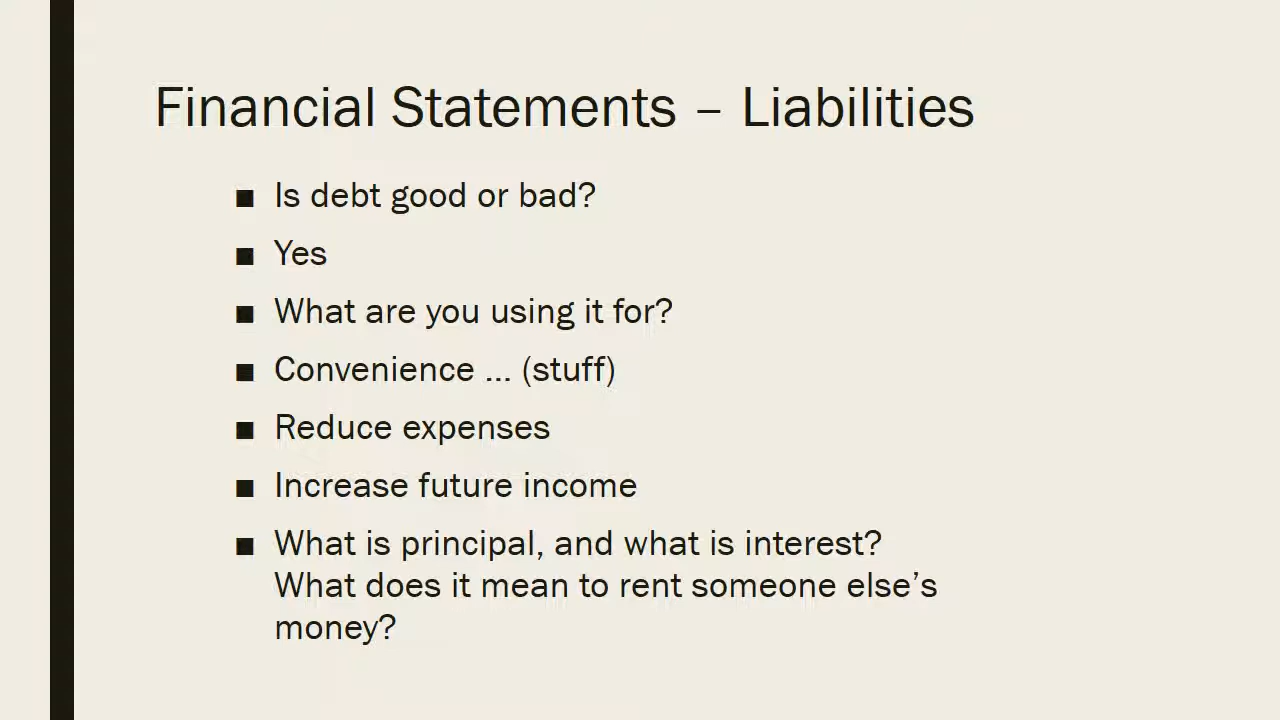 Financial Statements – Liabilities
■ Is debt good or bad?
■ Yes
■ What are you using it for?
■ Convenience ... (stuff)
■ Reduce expenses
■ Increase future income
■ What is principal, and what is interest?
What does it mean to rent someone else’s
money?